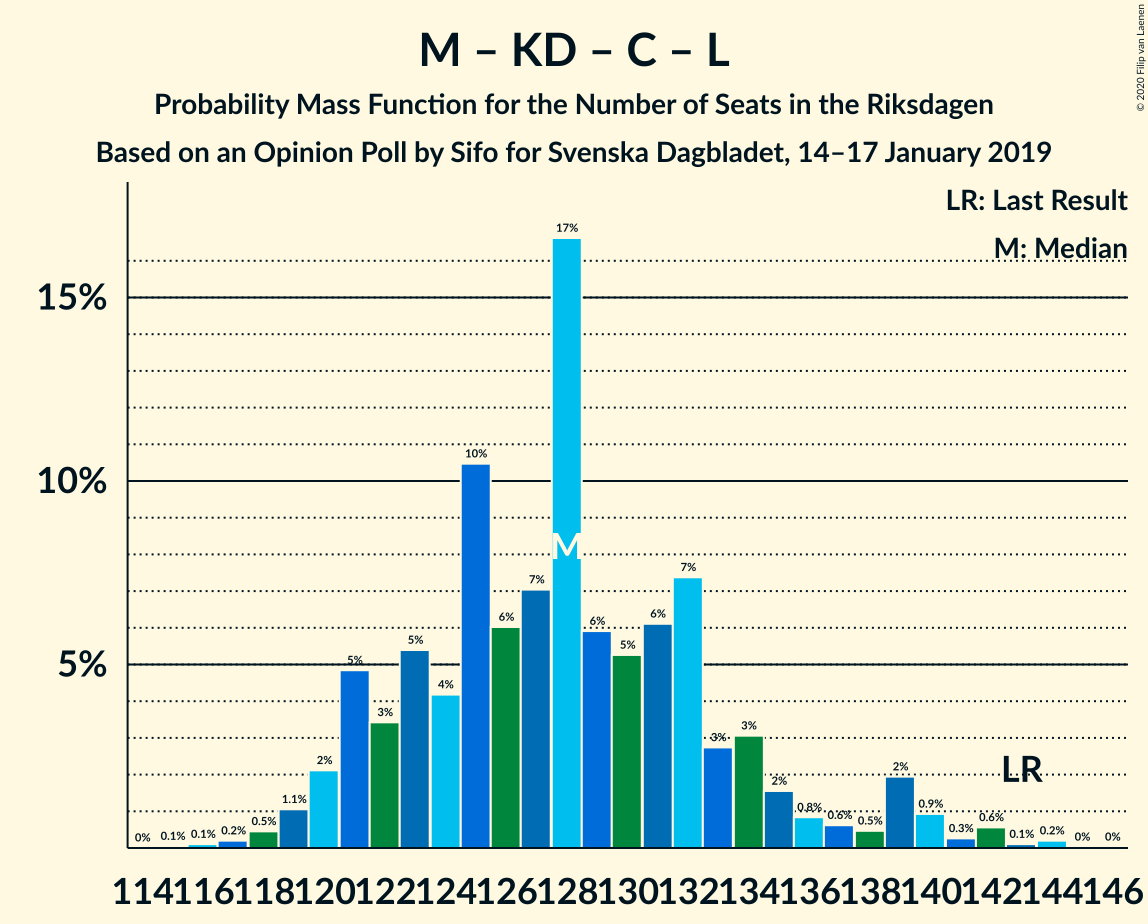 M – KD – C – L
Probability Mass Function for the Number of Seats in the Riksdagen
Based on an Opinion Poll by Sifo for Svenska Dagbladet, 14–17 January 2019
© 2020 Filip van Laenen
LR: Last Result
M: Median
15%
10%
5%
0% 0.1% 0.1% 0.2% 0.5% 1.1% 2% 5% 3% 5% 4% 10% 6% 7% 17% 6% 5% 6% 7% 3% 3% 2% 0.8% 0.6% 0.5% 2% 0.9% 0.3% 0.6% 0.1% 0.2% 0% 0%
M
LR
114 116 118 120 122 124 126 128 130 132 134 136 138 140 142 144 146